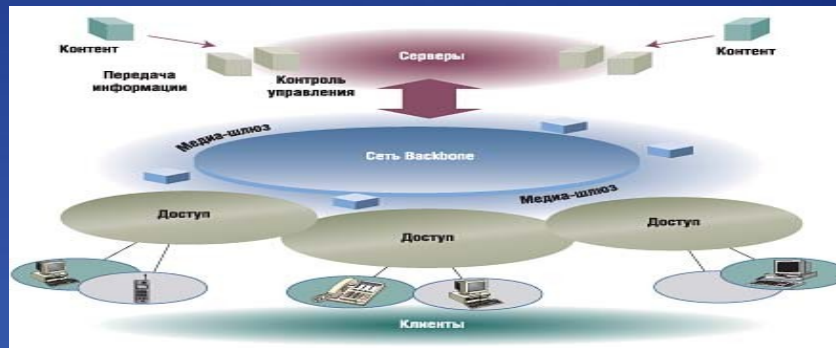 Контент
Серверы
Контент
Передача
информации
Контроль
управления
Медиа-шлюз
Сеть Backbone
Медиа-шлюз
Доступ
Доступ
Доступ
Клиенты